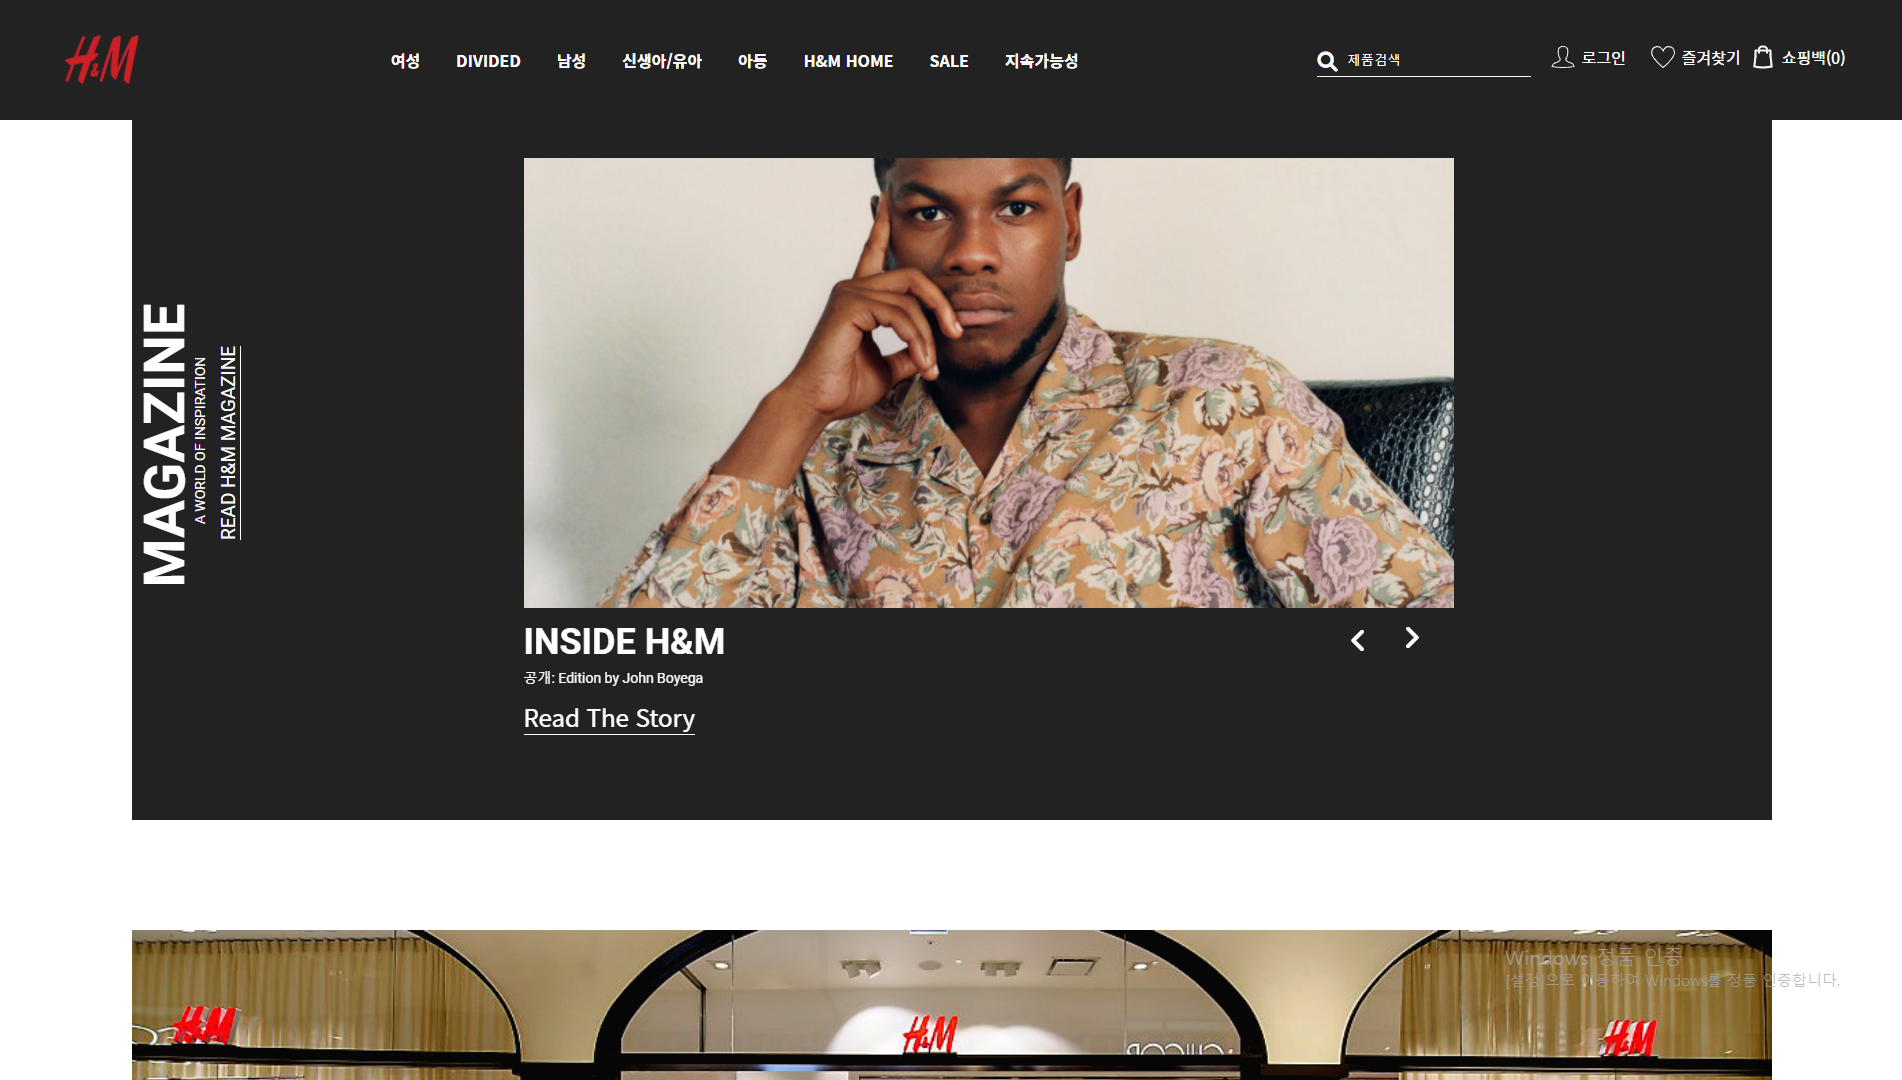 H&M
여성 DIVIDED 남성 신생아/유아 아동 H&M HOME SALE 지속가능성
제품검색
로그인 즐겨찾기 쇼핑백(0)
MAGAZINE
A WORLD OF INSPIRATION
READ H&M MAGAZINE
INSIDE H&M
공개: Edition by John Boyega
Read The Story
Windows 정품 인증
[설정]으로 이동하여 Windows를 정품 인증합니다.
H&M
H&M
H&M